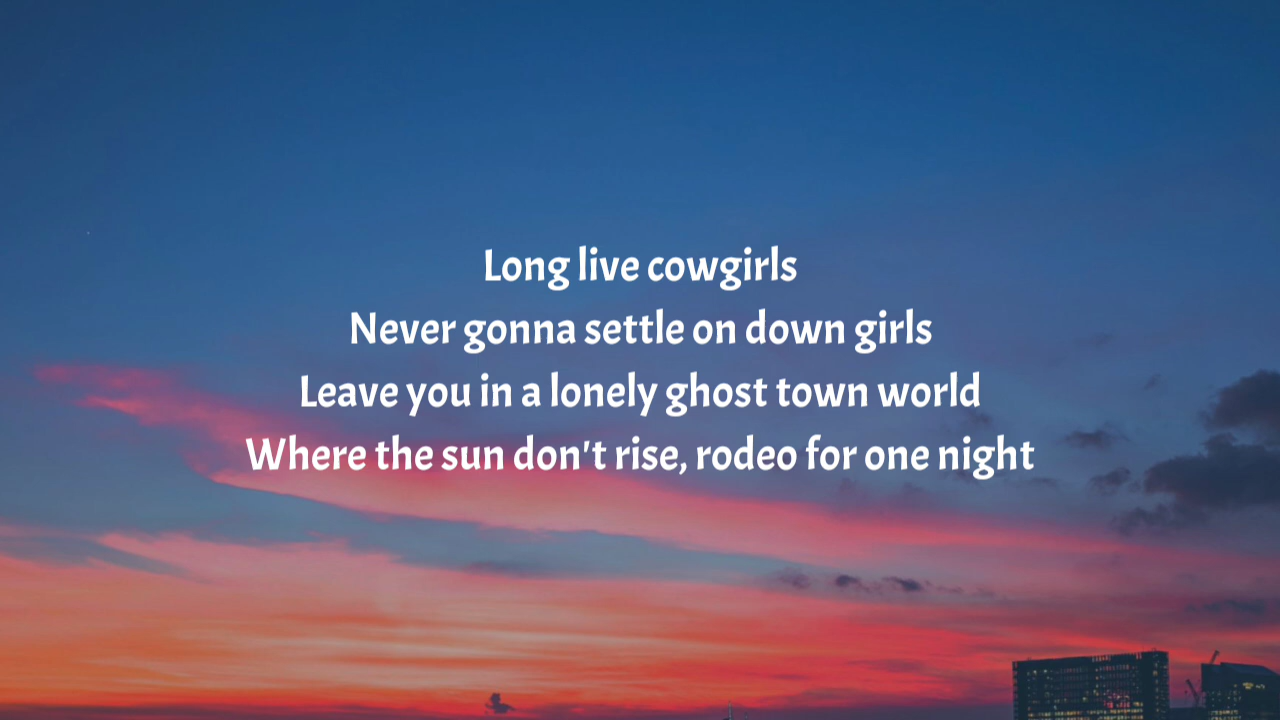 Long live cowgirls
Never gonna settle on down girls
Leave you in a lonely ghost town world
Where the sun don't rise, rodeo for one night